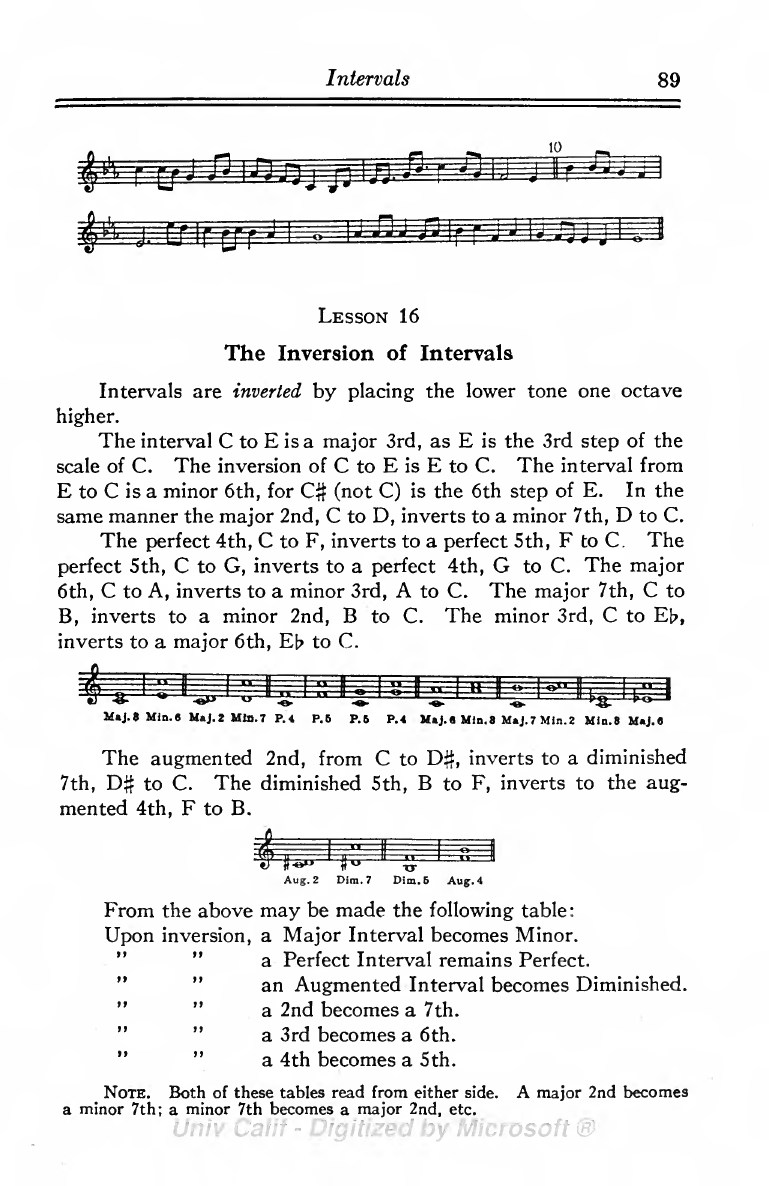 Intervals 89
10
LESSON 16
The Inversion of Intervals
Intervals are inverted by placing the lower tone one octave
higher.
The interval C to E is a major 3rd, as E is the 3rd step of the
scale of C. The inversion of C to E is E to C. The interval from
E to C is a minor 6th, for C♯ (not C) is the 6th step of E. In the
same manner the major 2nd, C to D, inverts to a minor 7th, D to C.
The perfect 4th, C to F, inverts to a perfect 5th, F to C. The
perfect 5th, C to G, inverts to a perfect 4th, G to C. The major
6th, C to A, inverts to a minor 3rd, A to C. The major 7th, C to
B, inverts to a minor 2nd, B to C. The minor 3rd, C to E♭,
inverts to a major 6th, E♭ to C.
Maj.3 Min.6 Maj.2 Min.7 P.4 P.5 P.5 P.4 Maj.6 Min.3 Maj.7 Min.2 Min.3 Maj.6
The augmented 2nd, from C to D♯, inverts to a diminished
7th, D♯ to C. The diminished 5th, B to F, inverts to the aug-
mented 4th, F to B.
Aug.2 Dim.7 Dim.5 Aug.4
From the above may be made the following table:
Upon inversion, a Major Interval becomes Minor.
" " a Perfect Interval remains Perfect.
" " an Augmented Interval becomes Diminished.
" " a 2nd becomes a 7th.
" " a 3rd becomes a 6th.
" " a 4th becomes a 5th.
NOTE. Both of these tables read from either side. A major 2nd becomes
a minor 7th; a minor 7th becomes a major 2nd, etc.
Univ Calif - Digitized by Microsoft ®